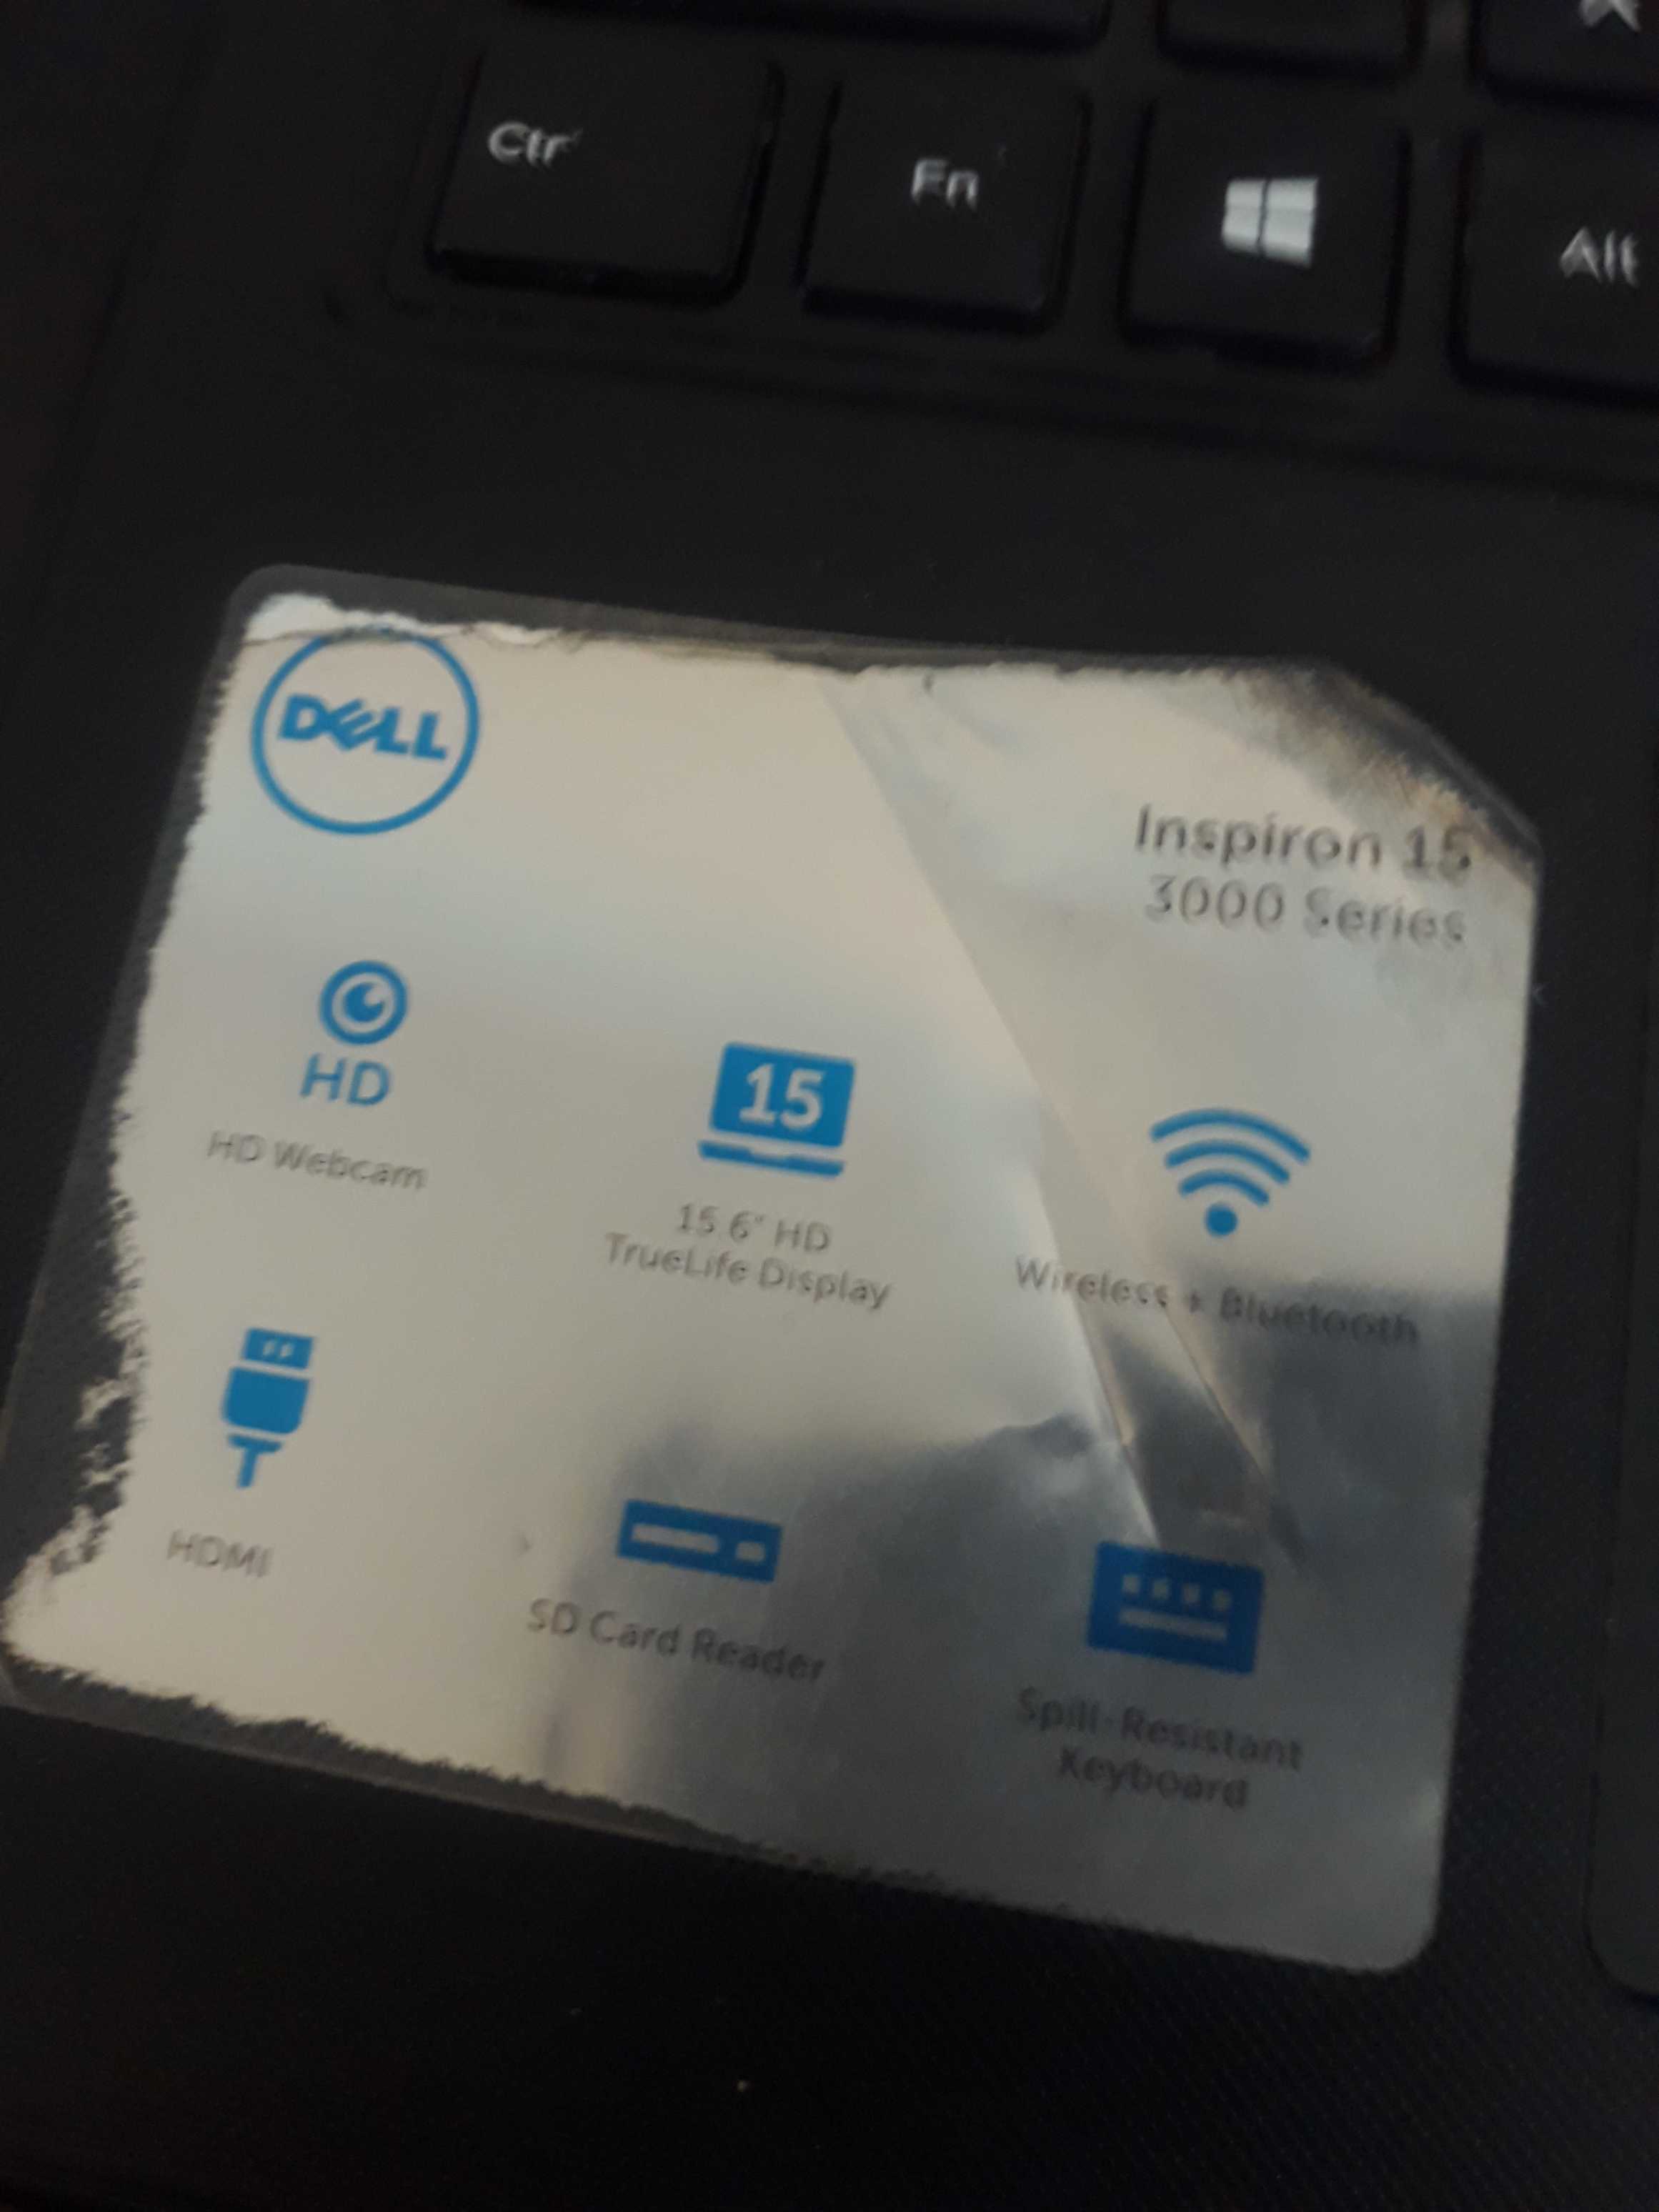 Ctrl
Fn
Alt
DELL
Inspiron 15
3000 Series
HD
HD Webcam
15
15.6" HD
TrueLife Display
Wireless + Bluetooth
HDMI
SD Card Reader
Spill-Resistant
Keyboard